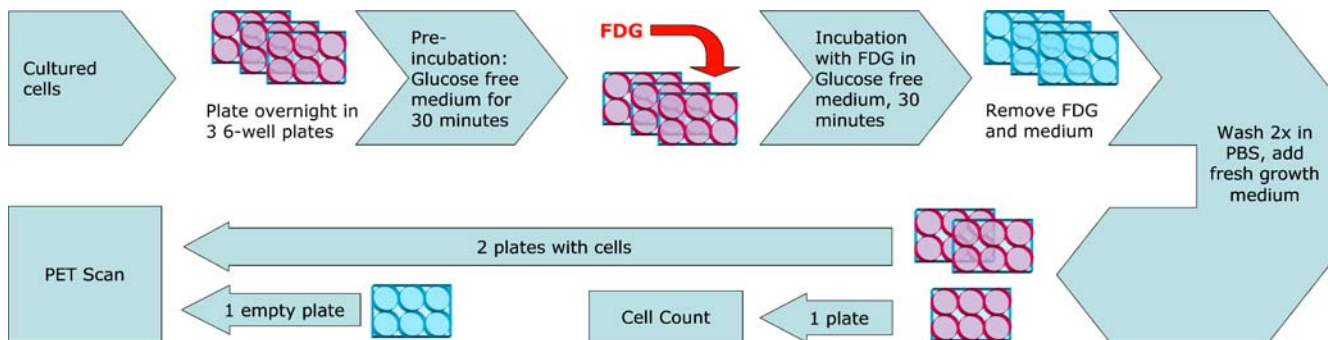 Cultured
cells
Plate overnight in
3 6-well plates
Pre-
incubation:
Glucose free
medium for
30 minutes
FDG
Incubation
with FDG in
Glucose free
medium, 30
minutes
Remove FDG
and medium
Wash 2x in
PBS, add
fresh growth
medium
2 plates with cells
PET Scan
1 empty plate
Cell Count
1 plate